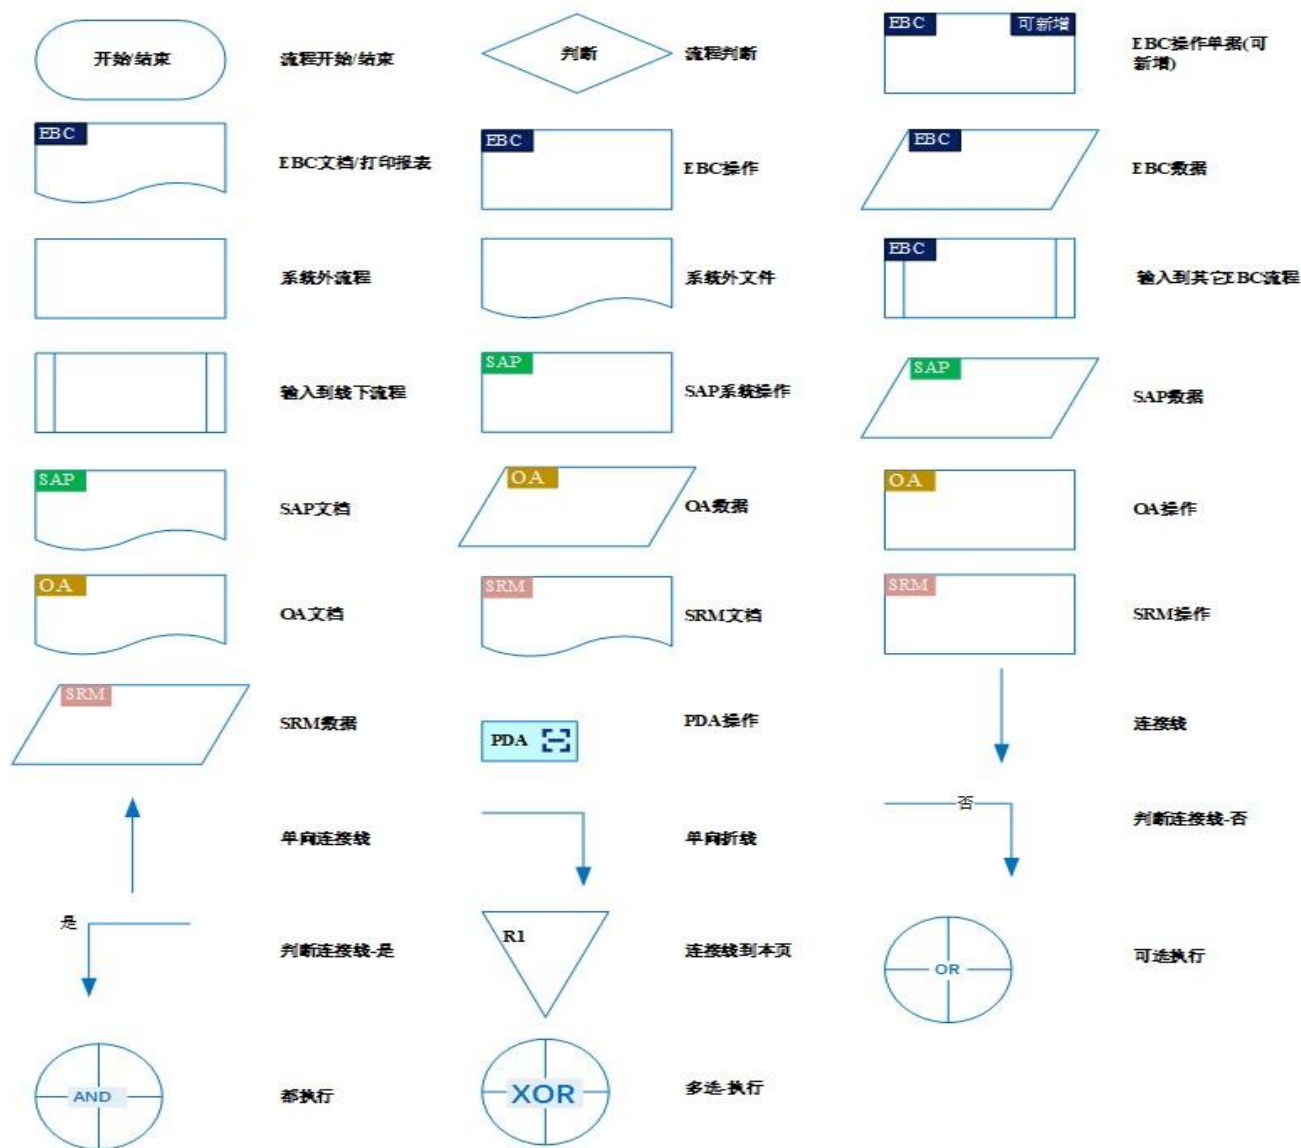 开始/结束
流程开始/结束
判断
流程判断
EBC
可新增
EBC操作单据(可
新增)
EBC
EBC文档/打印报表
EBC
EBC操作
EBC
EBC数据
系统外流程
系统外文件
EBC
输入到其它EBC流程
输入到线下流程
SAP
SAP系统操作
SAP
SAP数据
SAP
SAP文档
OA
OA数据
OA
OA操作
OA
OA文档
SRM
SRM文档
SRM
SRM操作
SRM
SRM数据
PDA
PDA操作
连接线
单向连接线
单向折线
否
判断连接线-否
是
判断连接线-是
R1
连接线到本页
OR
可选执行
AND
都执行
XOR
多选-执行